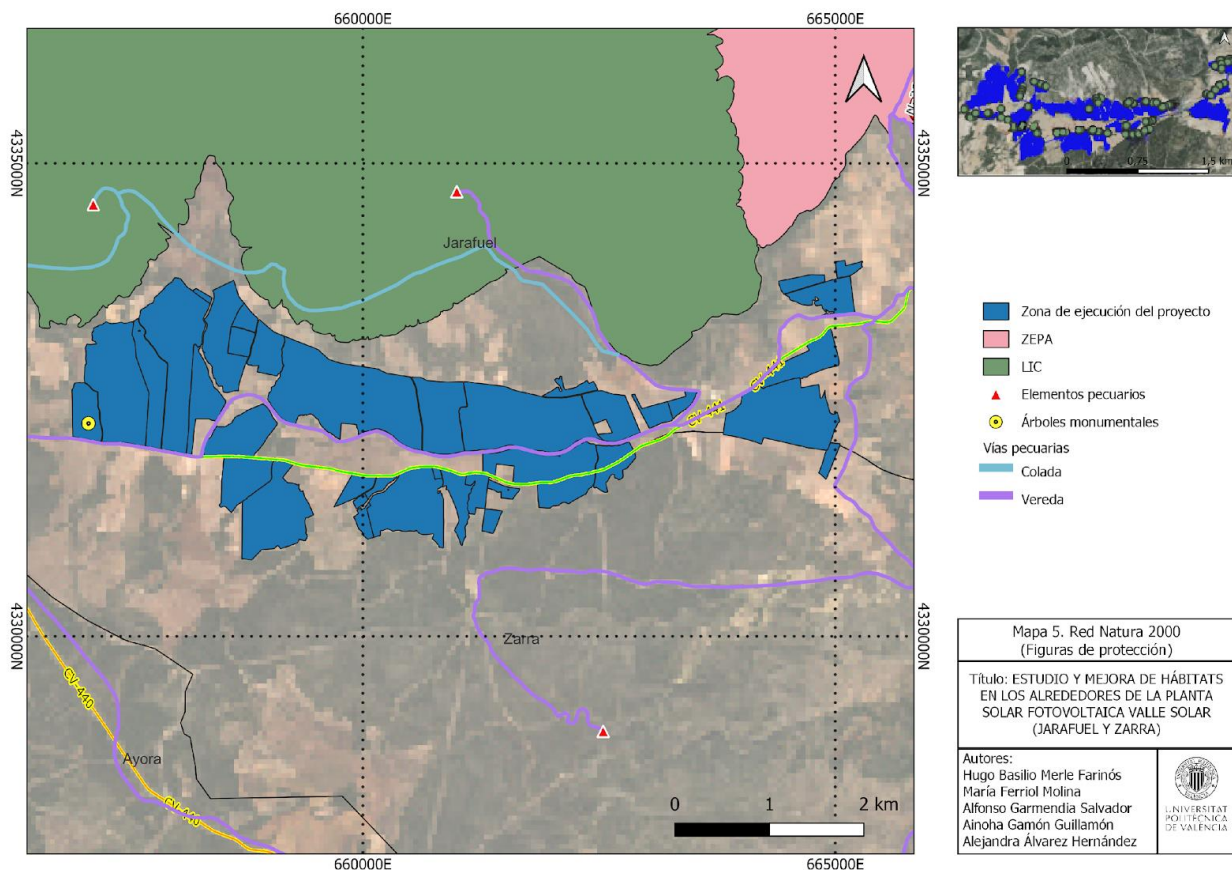 660000E
665000E
4335000N
4335000N
Jarafuel
CV-440
Zarra
4330000N
4330000N
CV-440
Ayora
CV-440
0 1 2 km
660000E
665000E
0 0,75 1,5 km
Zona de ejecución del proyecto
ZEPA
LIC
Elementos pecuarios
Árboles monumentales
Vías pecuarias
Colada
Vereda
Mapa 5. Red Natura 2000
(Figuras de protección)
Título: ESTUDIO Y MEJORA DE HÁBITATS
EN LOS ALREDEDORES DE LA PLANTA
SOLAR FOTOVOLTAICA VALLE SOLAR
(JARAFUEL Y ZARRA)
Autores:
Hugo Basilio Merle Farinós
María Ferriol Molina
Alfonso Garmendia Salvador
Ainoha Gamón Guillamón
Alejandra Álvarez Hernández
UNIVERSITAT
POLITÈCNICA
DE VALÈNCIA